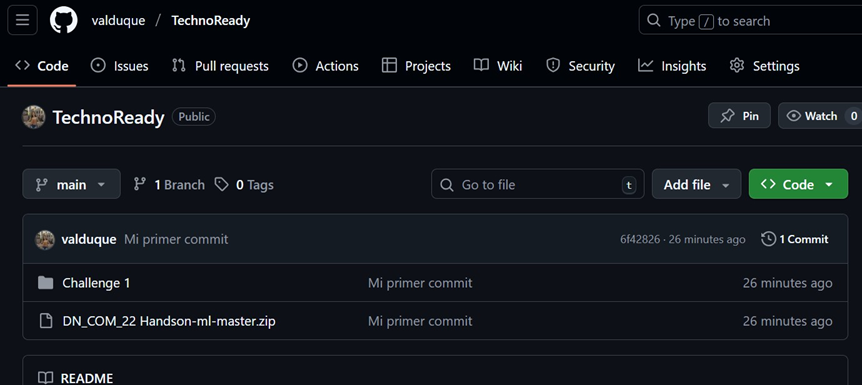 valduque / TechnoReady Type / to search
Code Issues Pull requests Actions Projects Wiki Security Insights Settings
TechnoReady Public Pin Watch 0
main 1 Branch 0 Tags Go to file t Add file Code
valduque Mi primer commit 6f42826 · 26 minutes ago 1 Commit
Challenge 1 Mi primer commit 26 minutes ago
DN_COM_22 Handson-ml-master.zip Mi primer commit 26 minutes ago
README